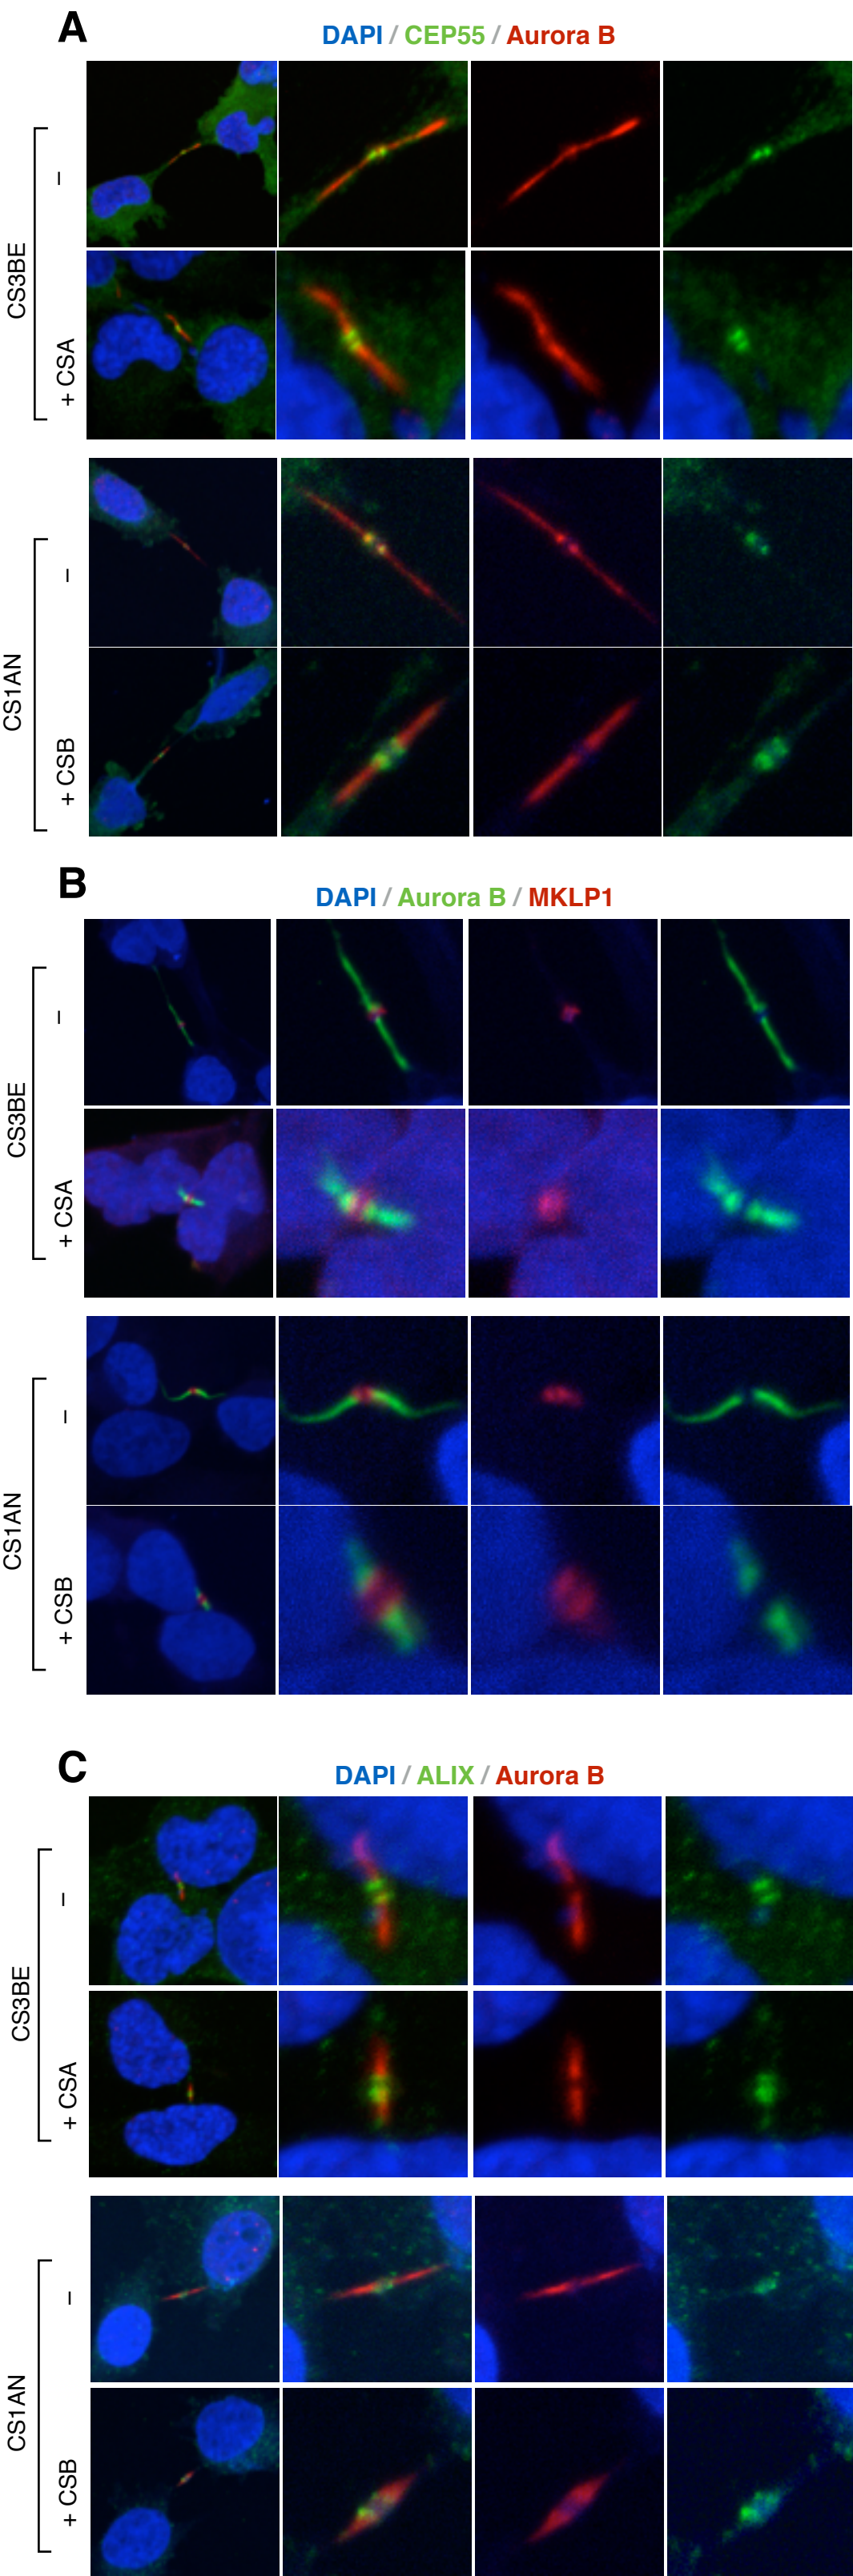 A
DAPI / CEP55 / Aurora B
CS3BE
–
+ CSA
CS1AN
–
+ CSB
B
DAPI / Aurora B / MKLP1
CS3BE
–
+ CSA
CS1AN
–
+ CSB
C
DAPI / ALIX / Aurora B
CS3BE
–
+ CSA
CS1AN
–
+ CSB